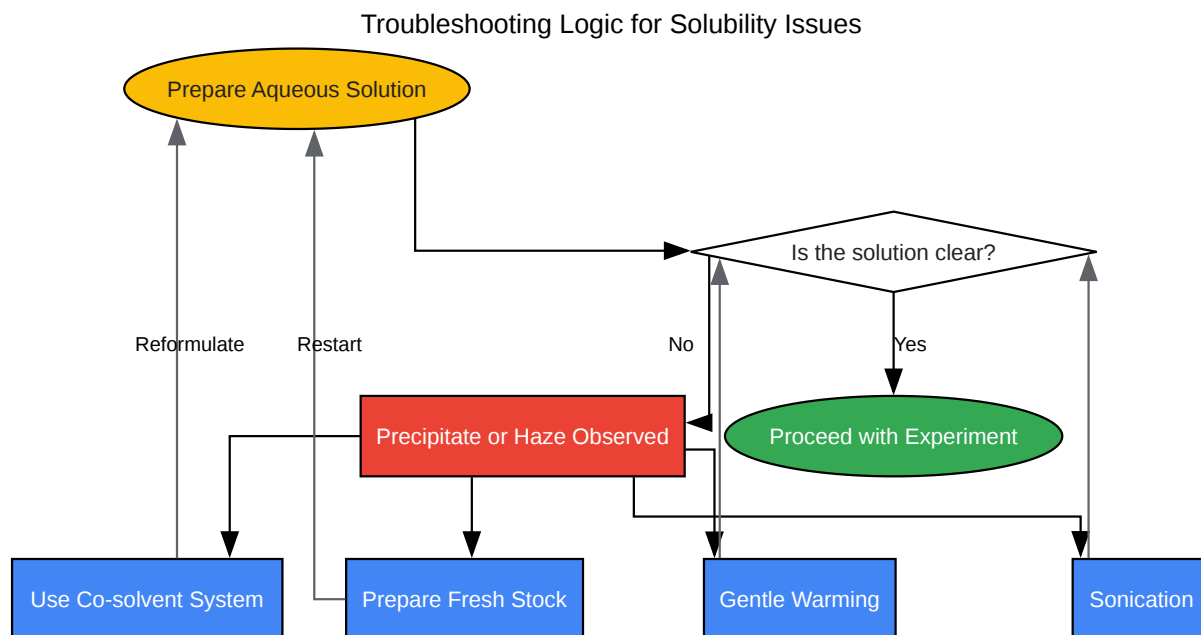 Troubleshooting Logic for Solubility Issues
Prepare Aqueous Solution
Is the solution clear?
Reformulate
Restart
No
Yes
Precipitate or Haze Observed
Proceed with Experiment
Use Co-solvent System
Prepare Fresh Stock
Gentle Warming
Sonication